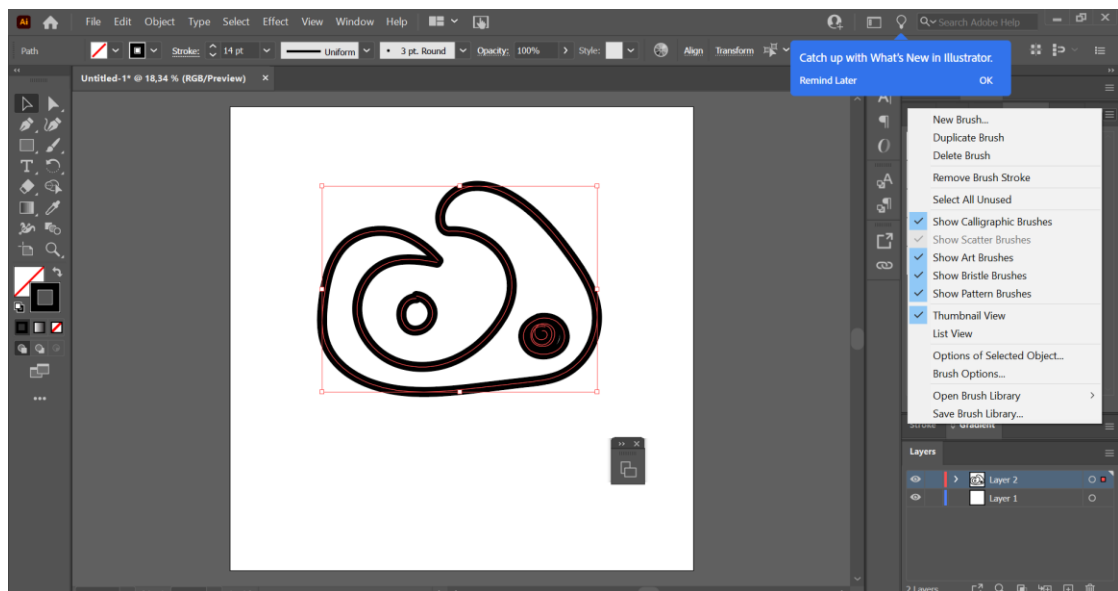 Ai File Edit Object Type Select Effect View Window Help Search Adobe Help
Path Stroke: 14 pt Uniform 3 pt. Round Opacity: 100% Style: Align Transform
Catch up with What's New in Illustrator.
Remind Later OK
Untitled-1* @ 18,34 % (RGB/Preview)
New Brush...
Duplicate Brush
Delete Brush
Remove Brush Stroke
Select All Unused
Show Calligraphic Brushes
Show Scatter Brushes
Show Art Brushes
Show Bristle Brushes
Show Pattern Brushes
Thumbnail View
List View
Options of Selected Object...
Brush Options...
Open Brush Library
Save Brush Library...
Stroke Gradient
Layers
Layer 2
Layer 1
2 Layers